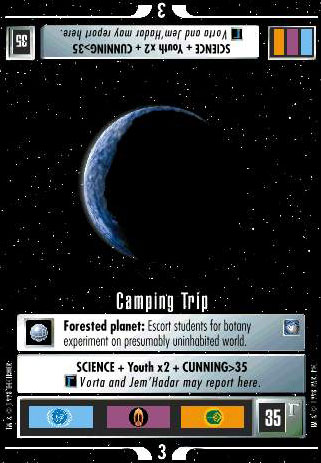 3
SCIENCE + Youth x2 + CUNNING>35
Vorta and Jem'Hadar may report here.
35
Camping Trip
Forested planet: Escort students for botany
experiment on presumably uninhabited world.
SCIENCE + Youth x2 + CUNNING>35
Vorta and Jem'Hadar may report here.
35
3